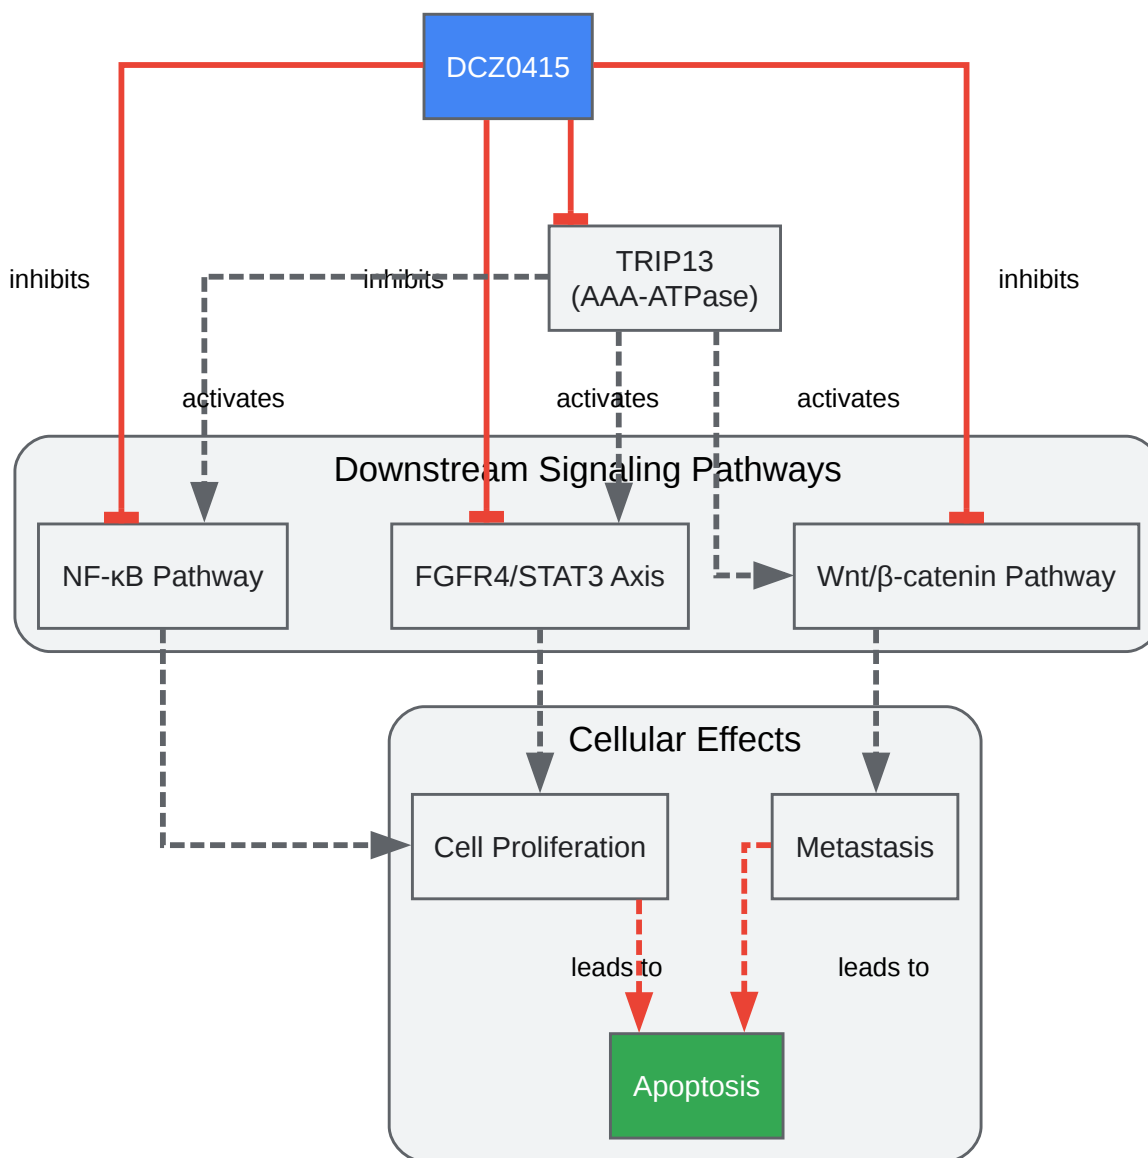 DCZ0415
TRIP13
(AAA-ATPase)
inhibits
inhibits
inhibits
activates
activates
activates
Downstream Signaling Pathways
NF-κB Pathway
FGFR4/STAT3 Axis
Wnt/β-catenin Pathway
Cellular Effects
Cell Proliferation
Metastasis
leads to
leads to
Apoptosis